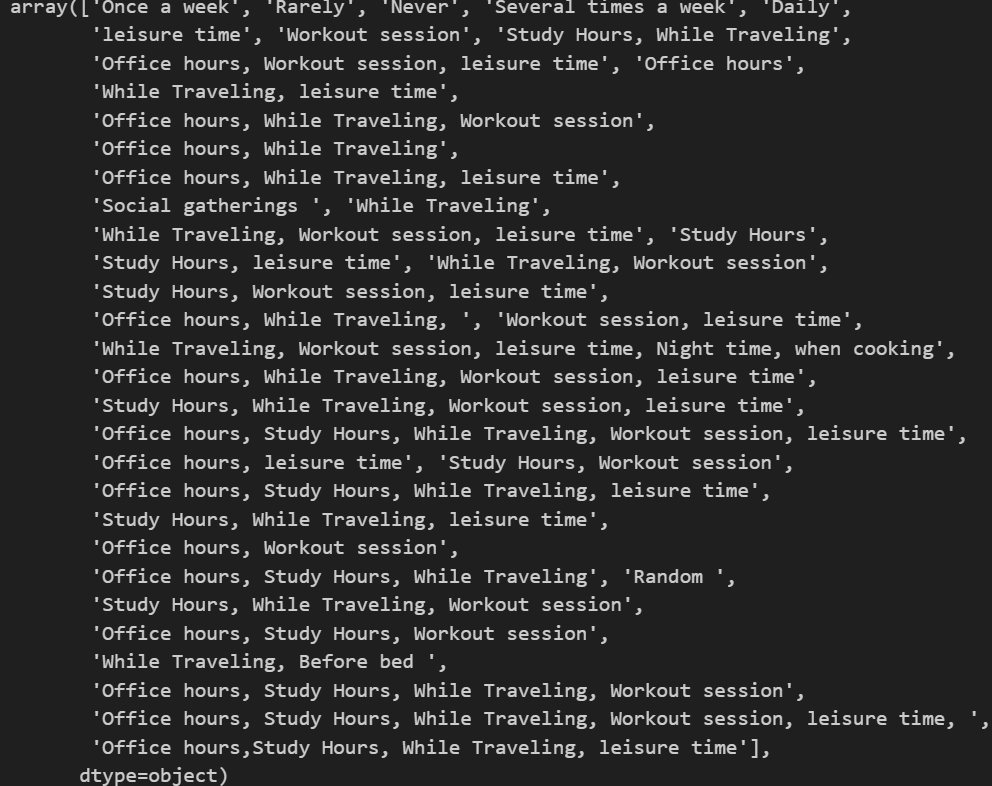 array(['Once a week', 'Rarely', 'Never', 'Several times a week', 'Daily',
'leisure time', 'Workout session', 'Study Hours, While Traveling',
'Office hours, Workout session, leisure time', 'Office hours',
'While Traveling, leisure time',
'Office hours, While Traveling, Workout session',
'Office hours, While Traveling',
'Office hours, While Traveling, leisure time',
'Social gatherings ', 'While Traveling',
'While Traveling, Workout session, leisure time', 'Study Hours',
'Study Hours, leisure time', 'While Traveling, Workout session',
'Study Hours, Workout session, leisure time',
'Office hours, While Traveling, ', 'Workout session, leisure time',
'While Traveling, Workout session, leisure time, Night time, when cooking',
'Office hours, While Traveling, Workout session, leisure time',
'Study Hours, While Traveling, Workout session, leisure time',
'Office hours, Study Hours, While Traveling, Workout session, leisure time',
'Office hours, leisure time', 'Study Hours, Workout session',
'Office hours, Study Hours, While Traveling, leisure time',
'Study Hours, While Traveling, leisure time',
'Office hours, Workout session',
'Office hours, Study Hours, While Traveling', 'Random ',
'Study Hours, While Traveling, Workout session',
'Office hours, Study Hours, Workout session',
'While Traveling, Before bed ',
'Office hours, Study Hours, While Traveling, Workout session',
'Office hours, Study Hours, While Traveling, Workout session, leisure time, ',
'Office hours,Study Hours, While Traveling, leisure time'],
dtype=object)